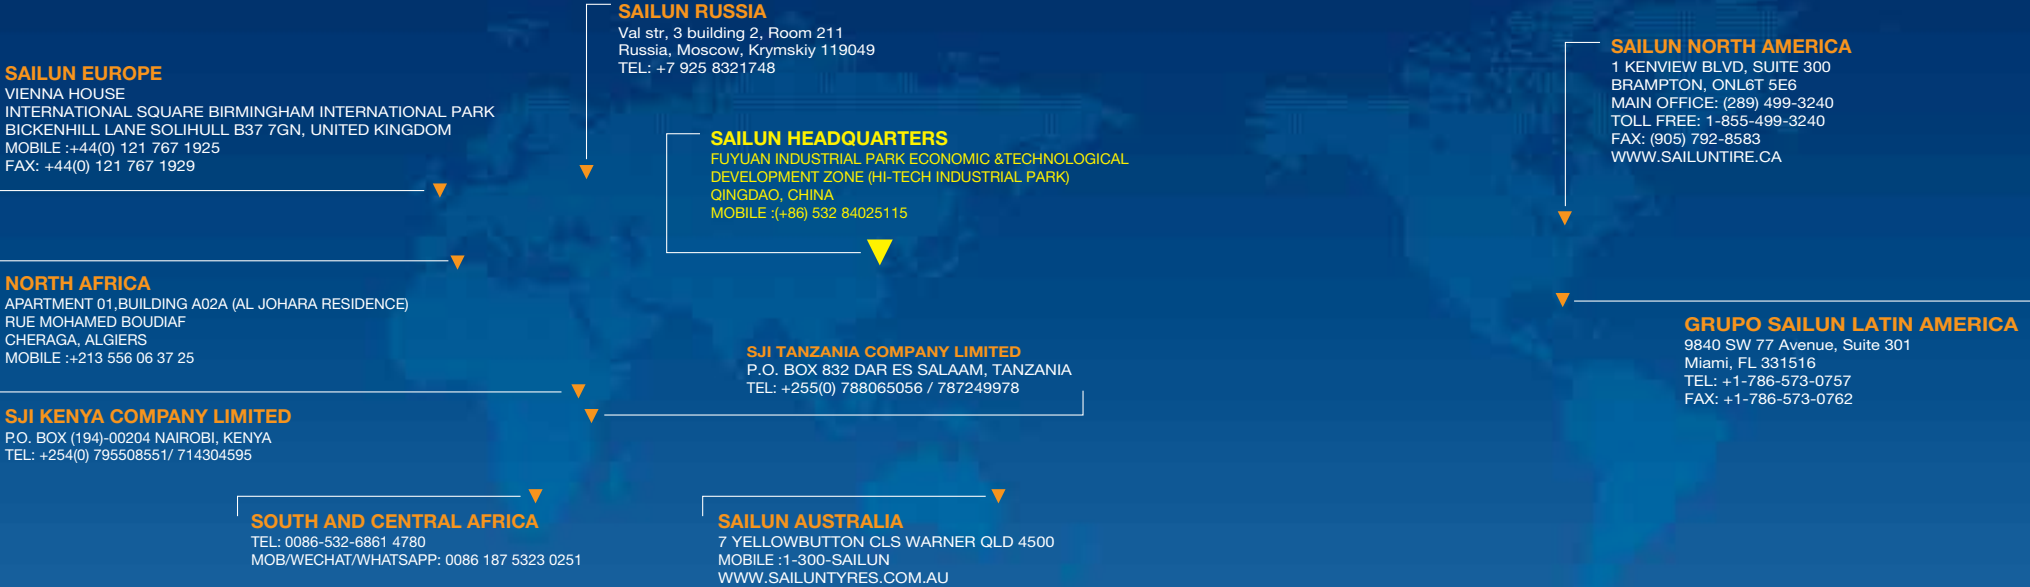 SAILUN RUSSIA
Val str, 3 building 2, Room 211
Russia, Moscow, Krymskiy 119049
TEL: +7 925 8321748
SAILUN EUROPE
VIENNA HOUSE
INTERNATIONAL SQUARE BIRMINGHAM INTERNATIONAL PARK
BICKENHILL LANE SOLIHULL B37 7GN, UNITED KINGDOM
MOBILE :+44(0) 121 767 1925
FAX: +44(0) 121 767 1929
SAILUN HEADQUARTERS
FUYUAN INDUSTRIAL PARK ECONOMIC &TECHNOLOGICAL
DEVELOPMENT ZONE (HI-TECH INDUSTRIAL PARK)
QINGDAO, CHINA
MOBILE :(+86) 532 84025115
SAILUN NORTH AMERICA
1 KENVIEW BLVD, SUITE 300
BRAMPTON, ONL6T 5E6
MAIN OFFICE: (289) 499-3240
TOLL FREE: 1-855-499-3240
FAX: (905) 792-8583
WWW.SAILUNTIRE.CA
NORTH AFRICA
APARTMENT 01,BUILDING A02A (AL JOHARA RESIDENCE)
RUE MOHAMED BOUDIAF
CHERAGA, ALGIERS
MOBILE :+213 556 06 37 25
SJI TANZANIA COMPANY LIMITED
P.O. BOX 832 DAR ES SALAAM, TANZANIA
TEL: +255(0) 788065056 / 787249978
GRUPO SAILUN LATIN AMERICA
9840 SW 77 Avenue, Suite 301
Miami, FL 331516
TEL: +1-786-573-0757
FAX: +1-786-573-0762
SJI KENYA COMPANY LIMITED
P.O. BOX (194)-00204 NAIROBI, KENYA
TEL: +254(0) 795508551/ 714304595
SOUTH AND CENTRAL AFRICA
TEL: 0086-532-6861 4780
MOB/WECHAT/WHATSAPP: 0086 187 5323 0251
SAILUN AUSTRALIA
7 YELLOWBUTTON CLS WARNER QLD 4500
MOBILE :1-300-SAILUN
WWW.SAILUNTYRES.COM.AU